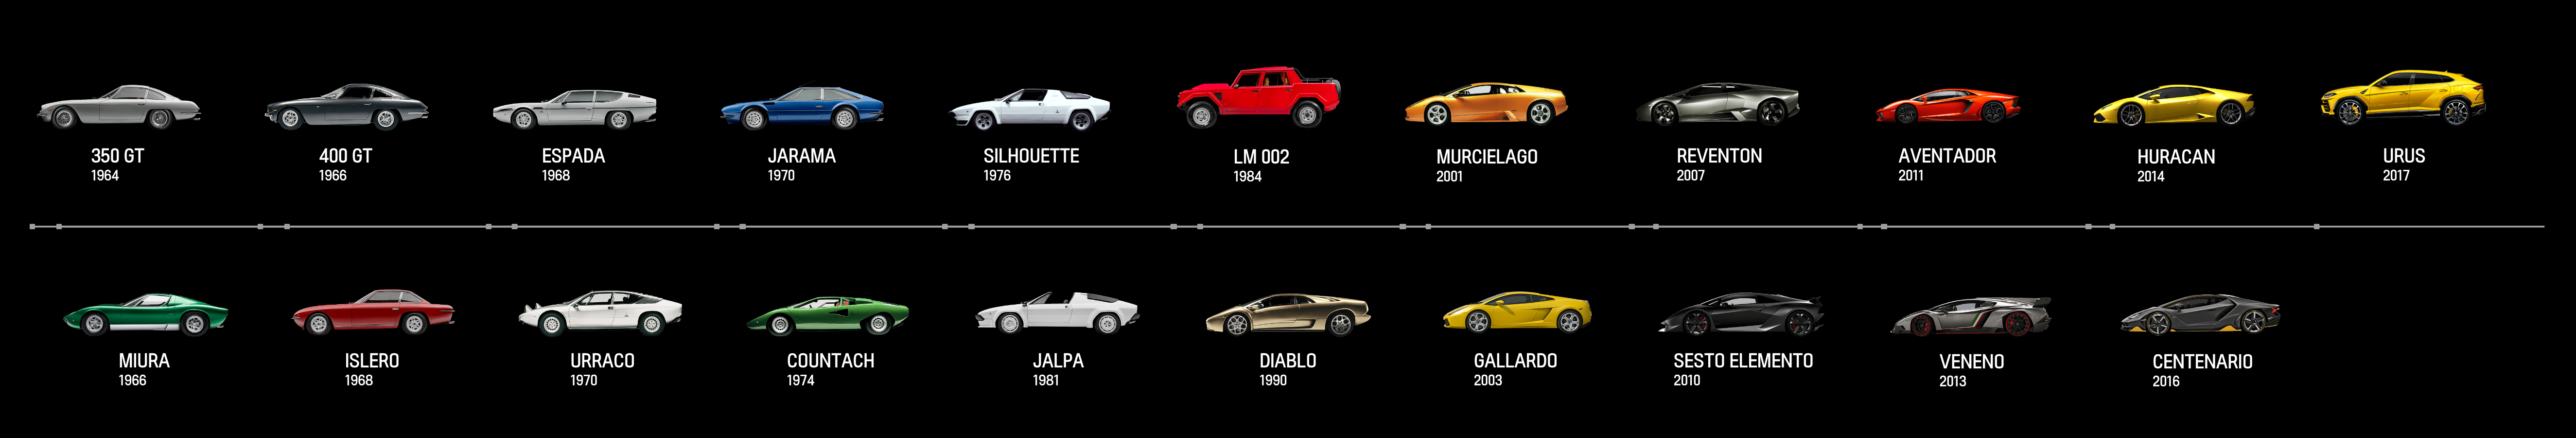 350 GT
1964
400 GT
1966
ESPADA
1968
JARAMA
1970
SILHOUETTE
1976
LM 002
1984
MURCIELAGO
2001
REVENTON
2007
AVENTADOR
2011
HURACAN
2014
URUS
2017
MIURA
1966
ISLERO
1968
URRACO
1970
COUNTACH
1974
JALPA
1981
DIABLO
1990
GALLARDO
2003
SESTO ELEMENTO
2010
VENENO
2013
CENTENARIO
2016